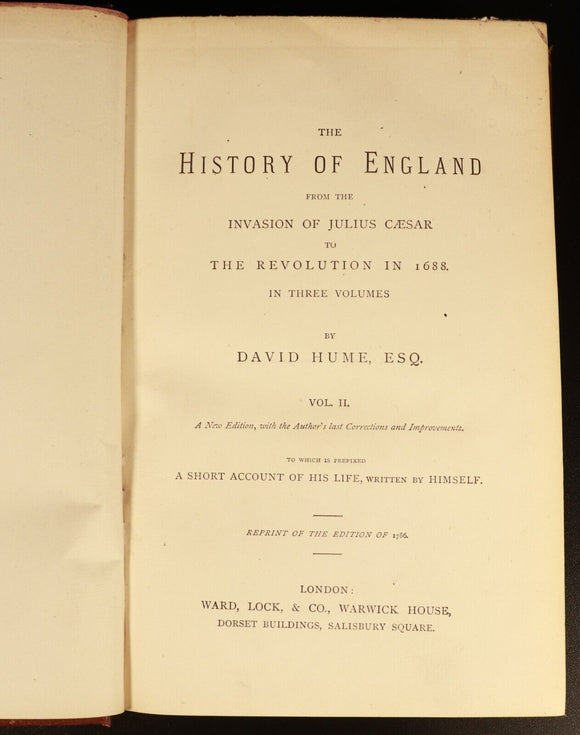 THE
HISTORY OF ENGLAND
FROM THE
INVASION OF JULIUS CÆSAR
TO
THE REVOLUTION IN 1688.
IN THREE VOLUMES
BY
DAVID HUME, ESQ.
VOL. II.
A New Edition, with the Author's last Corrections and Improvements.
TO WHICH IS PREFIXED
A SHORT ACCOUNT OF HIS LIFE, WRITTEN BY HIMSELF.
REPRINT OF THE EDITION OF 1786.
LONDON:
WARD, LOCK, & CO., WARWICK HOUSE,
DORSET BUILDINGS, SALISBURY SQUARE.